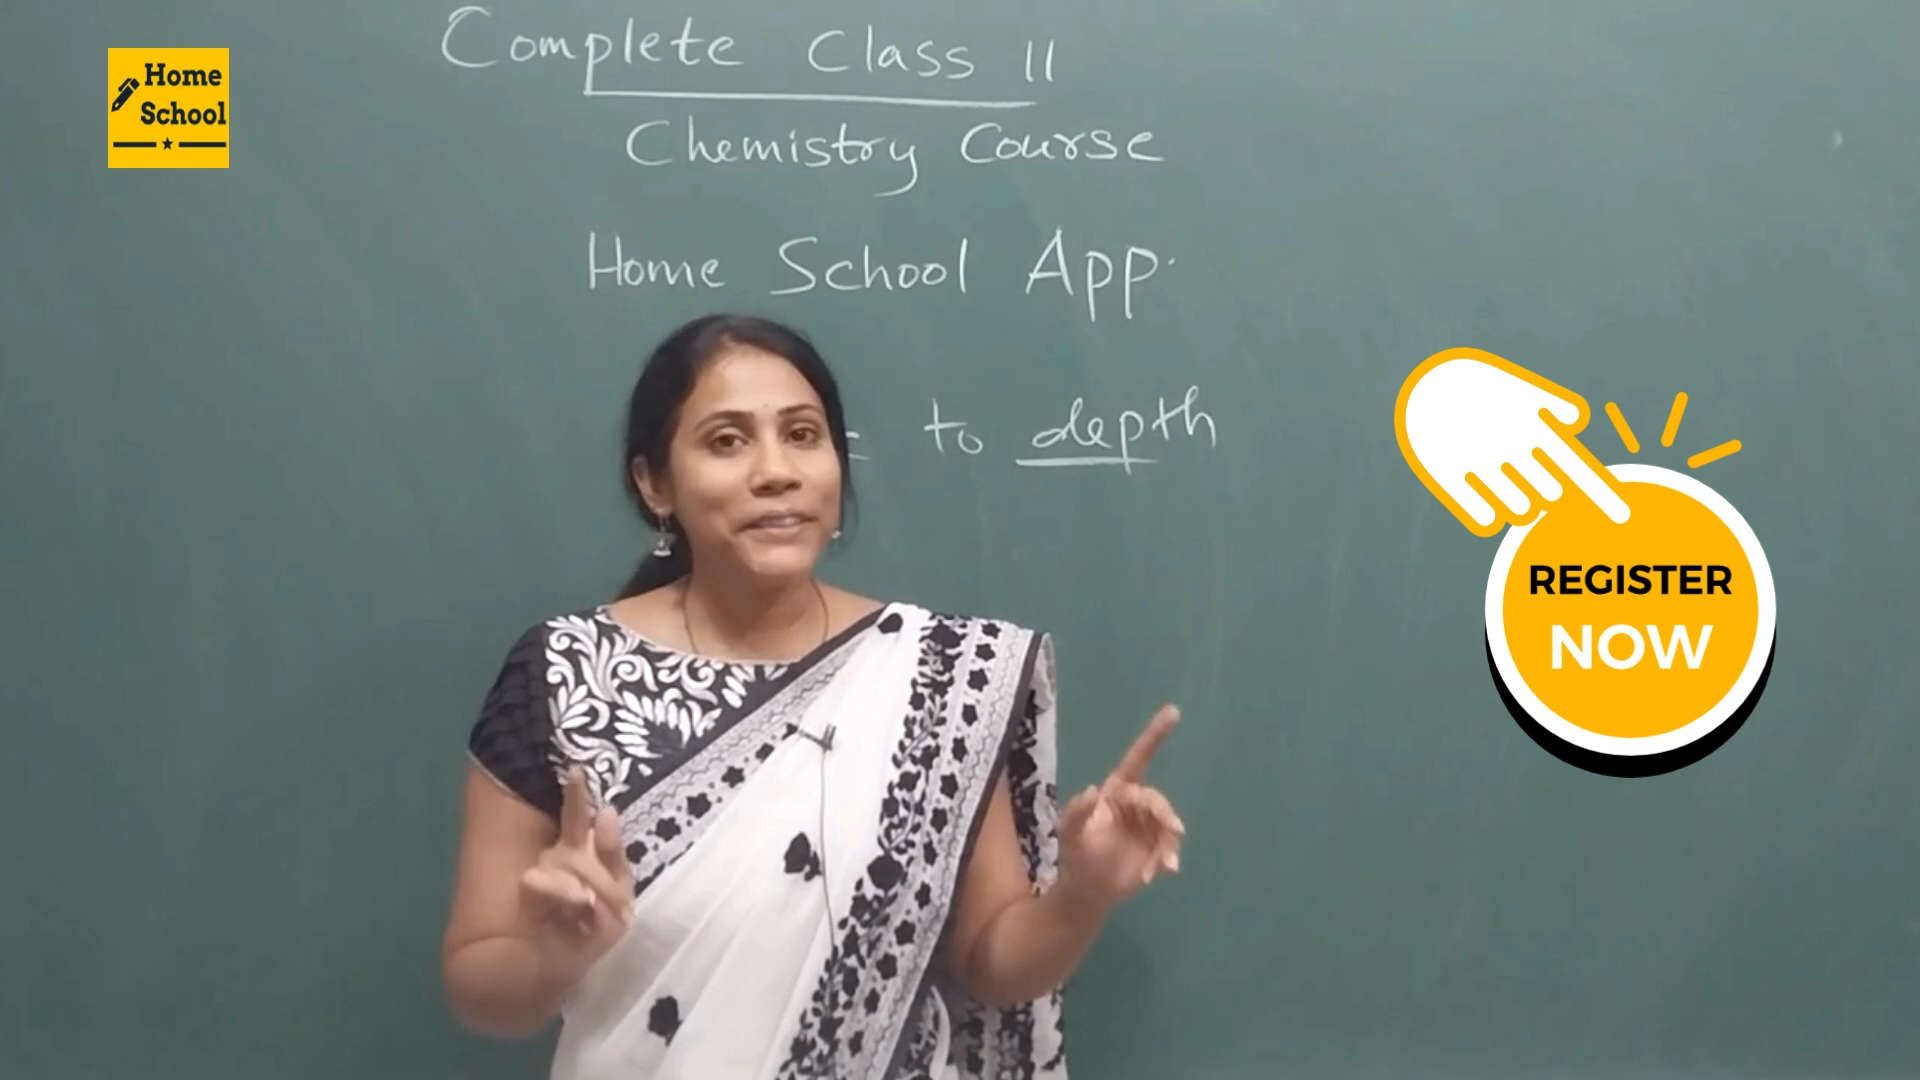 Home
School
Complete Class 11
Chemistry Course
Home School App.
to depth
REGISTER
NOW